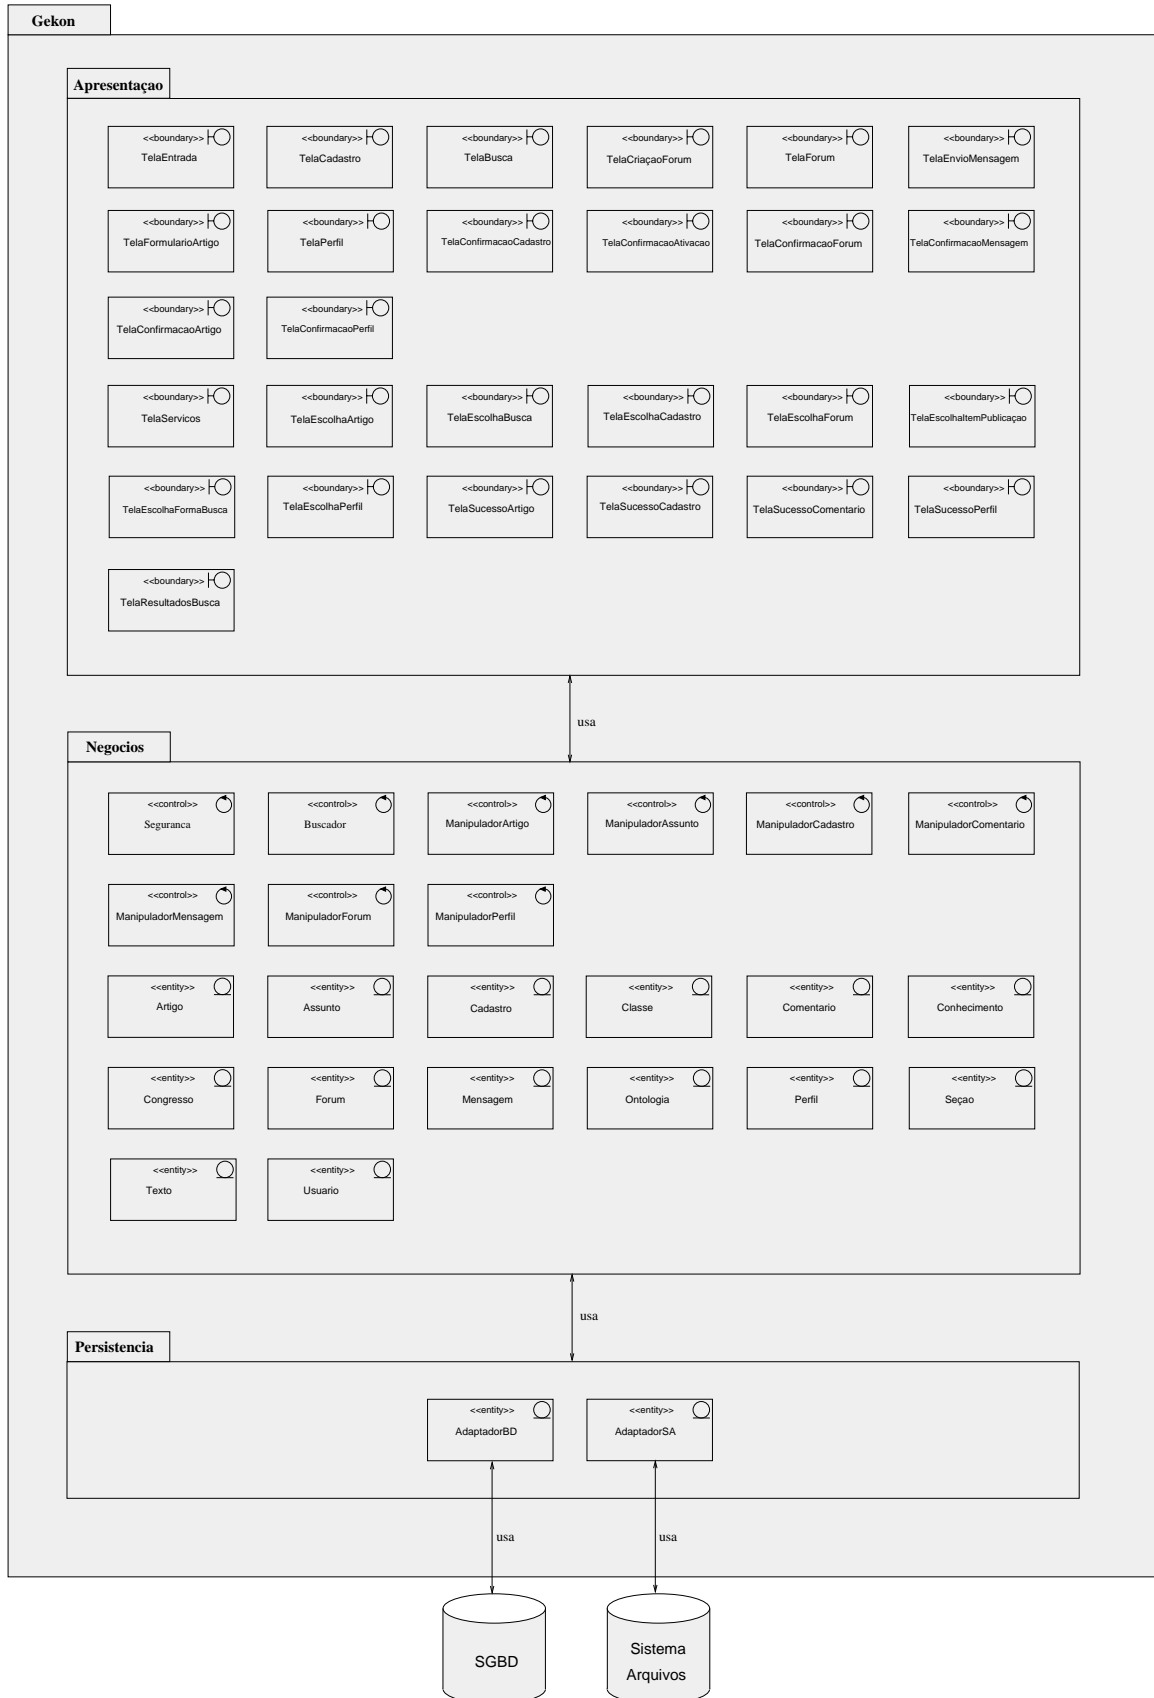 Gekon
Apresentaçao
<<boundary>> <<boundary>> <<boundary>> <<boundary>> <<boundary>> <<boundary>>
TelaEntrada TelaCadastro TelaBusca TelaCriaçaoForum TelaForum TelaEnvioMensagem
<<boundary>> <<boundary>> <<boundary>> <<boundary>> <<boundary>> <<boundary>>
TelaFormularioArtigo TelaPerfil TelaConfirmacaoCadastro TelaConfirmacaoAtivacao TelaConfirmacaoForum TelaConfirmacaoMensagem
<<boundary>> <<boundary>>
TelaConfirmacaoArtigo TelaConfirmacaoPerfil
<<boundary>> <<boundary>> <<boundary>> <<boundary>> <<boundary>> <<boundary>>
TelaServicos TelaEscolhaArtigo TelaEscolhaBusca TelaEscolhaCadastro TelaEscolhaForum TelaEscolhaItemPublicaçao
<<boundary>> <<boundary>> <<boundary>> <<boundary>> <<boundary>> <<boundary>>
TelaEscolhaFormaBusca TelaEscolhaPerfil TelaSucessoArtigo TelaSucessoCadastro TelaSucessoComentario TelaSucessoPerfil
<<boundary>>
TelaResultadosBusca
usa
Negocios
<<control>> <<control>> <<control>> <<control>> <<control>> <<control>>
Seguranca Buscador ManipuladorArtigo ManipuladorAssunto ManipuladorCadastro ManipuladorComentario
<<control>> <<control>> <<control>>
ManipuladorMensagem ManipuladorForum ManipuladorPerfil
<<entity>> <<entity>> <<entity>> <<entity>> <<entity>> <<entity>>
Artigo Assunto Cadastro Classe Comentario Conhecimento
<<entity>> <<entity>> <<entity>> <<entity>> <<entity>> <<entity>>
Congresso Forum Mensagem Ontologia Perfil Seçao
<<entity>> <<entity>>
Texto Usuario
usa
Persistencia
<<entity>> <<entity>>
AdaptadorBD AdaptadorSA
usa usa
SGBD
Sistema
Arquivos